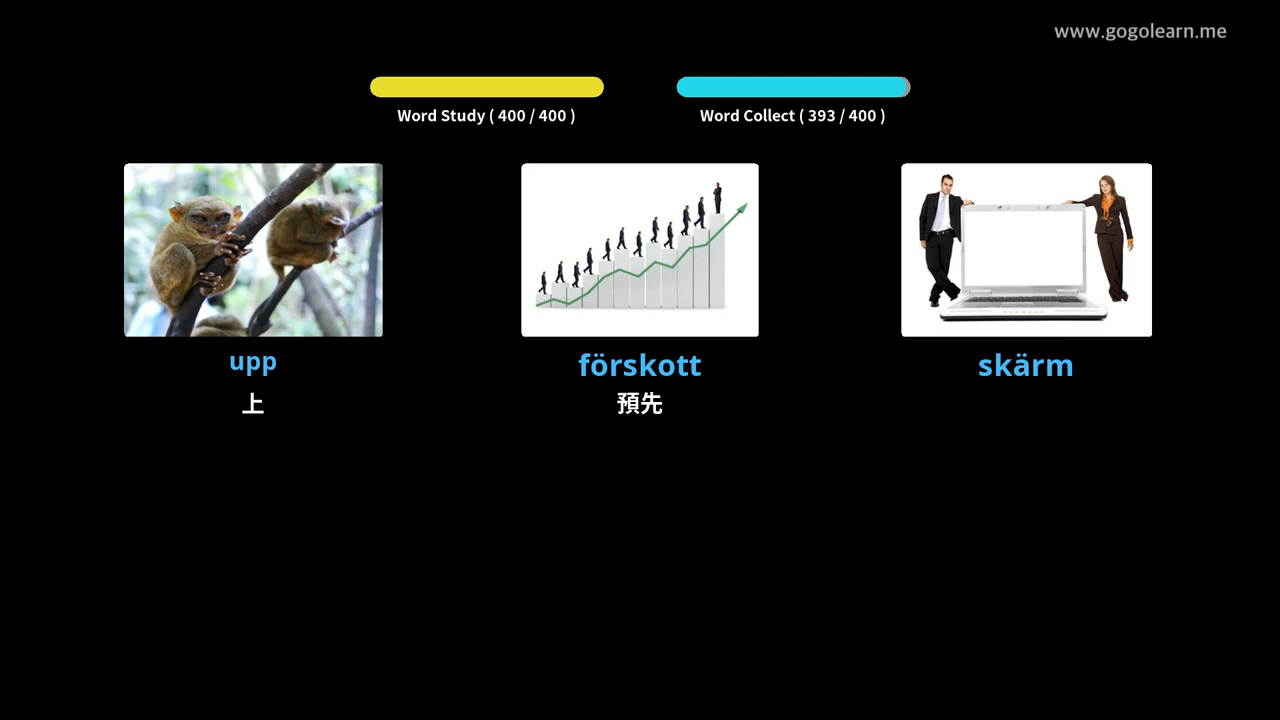 www.gogolearn.me
Word Study ( 400 / 400 )
Word Collect ( 393 / 400 )
upp
förskott
skärm
上
預先